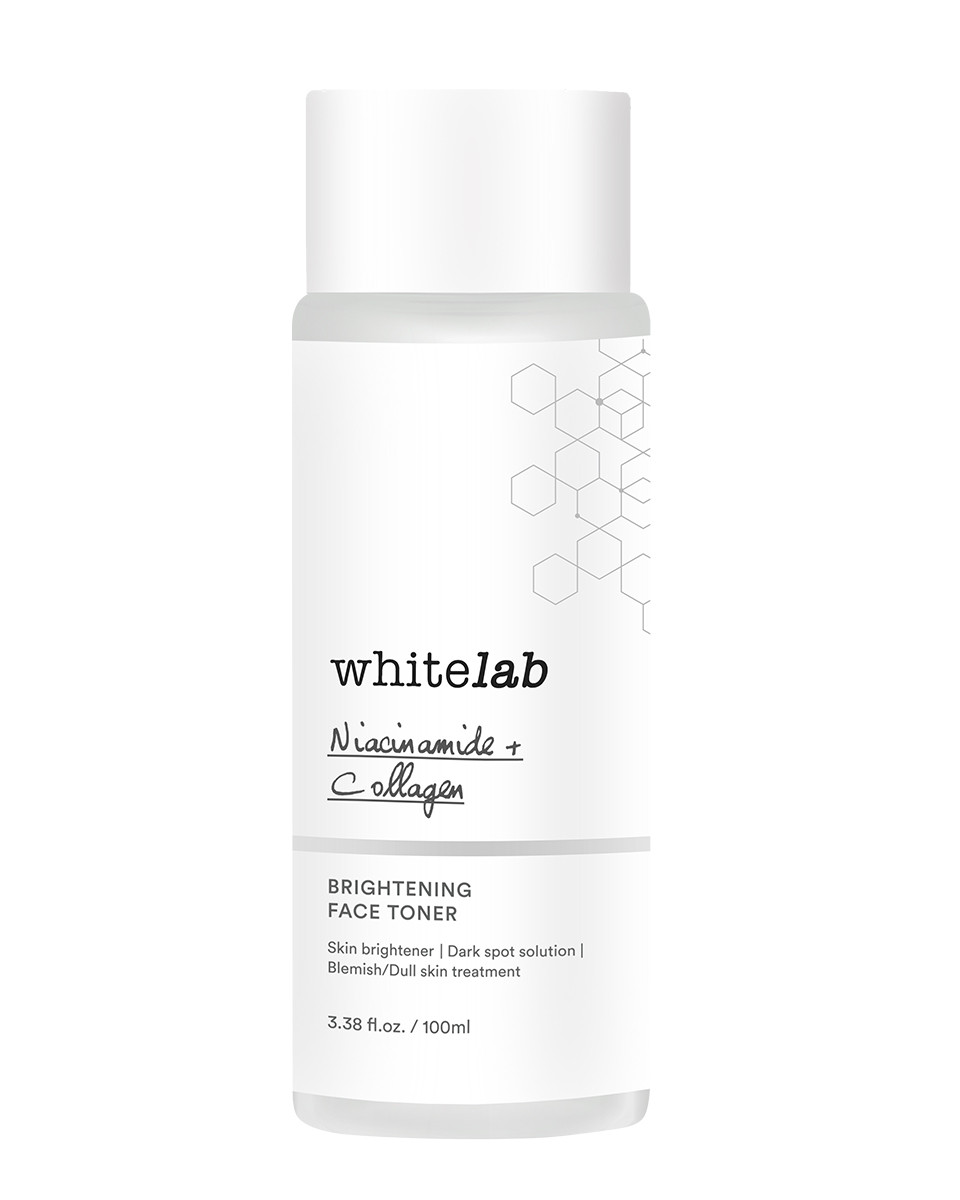 whitelab
Niacinamide +
Collagen
BRIGHTENING
FACE TONER
Skin brightener | Dark spot solution |
Blemish/Dull skin treatment
3.38 fl.oz. / 100ml